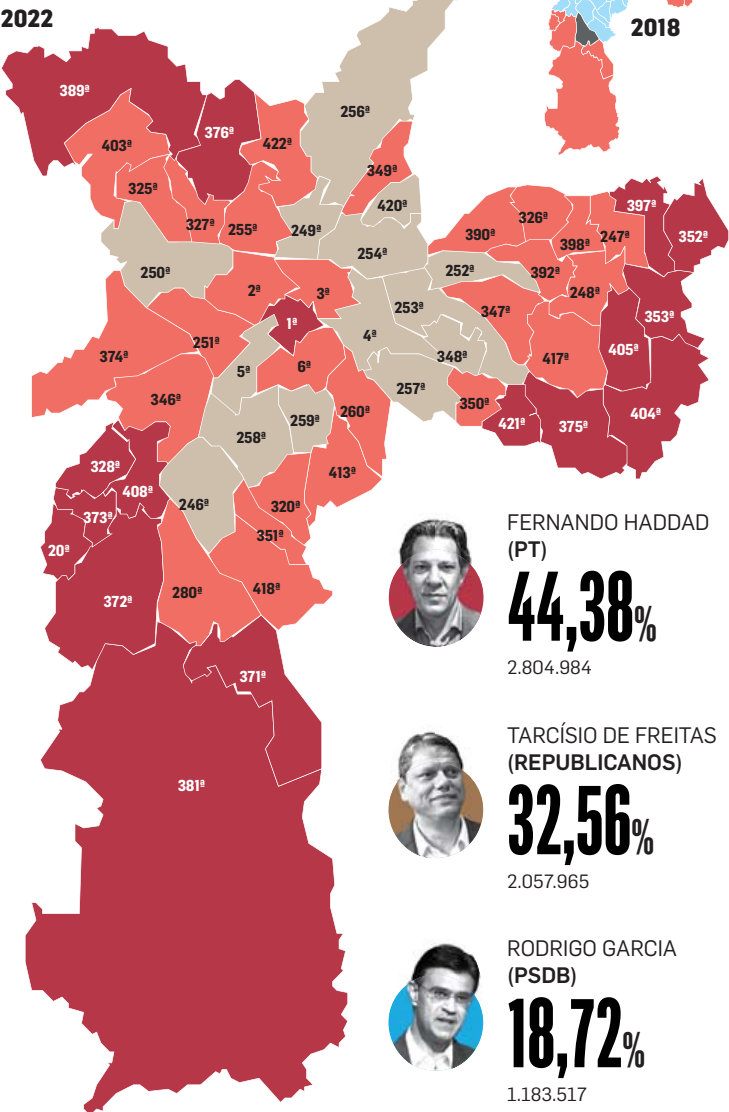 2022
2018
389ª
376ª
256ª
403ª
422ª
349ª
325ª
420ª
397ª
327ª
255ª
249ª
326ª
352ª
390ª
398ª
247ª
254ª
250ª
252ª
392ª
2ª
3ª
248ª
253ª
347ª
353ª
1ª
4ª
251ª
405ª
374ª
348ª
417ª
5ª
6ª
257ª
346ª
350ª
404ª
260ª
259ª
421ª
375ª
258ª
328ª
413ª
408ª
246ª
320ª
373ª
351ª
20ª
280ª
418ª
372ª
371ª
381ª
FERNANDO HADDAD
(PT)
44,38%
2.804.984
TARCÍSIO DE FREITAS
(REPUBLICANOS)
32,56%
2.057.965
RODRIGO GARCIA
(PSDB)
18,72%
1.183.517